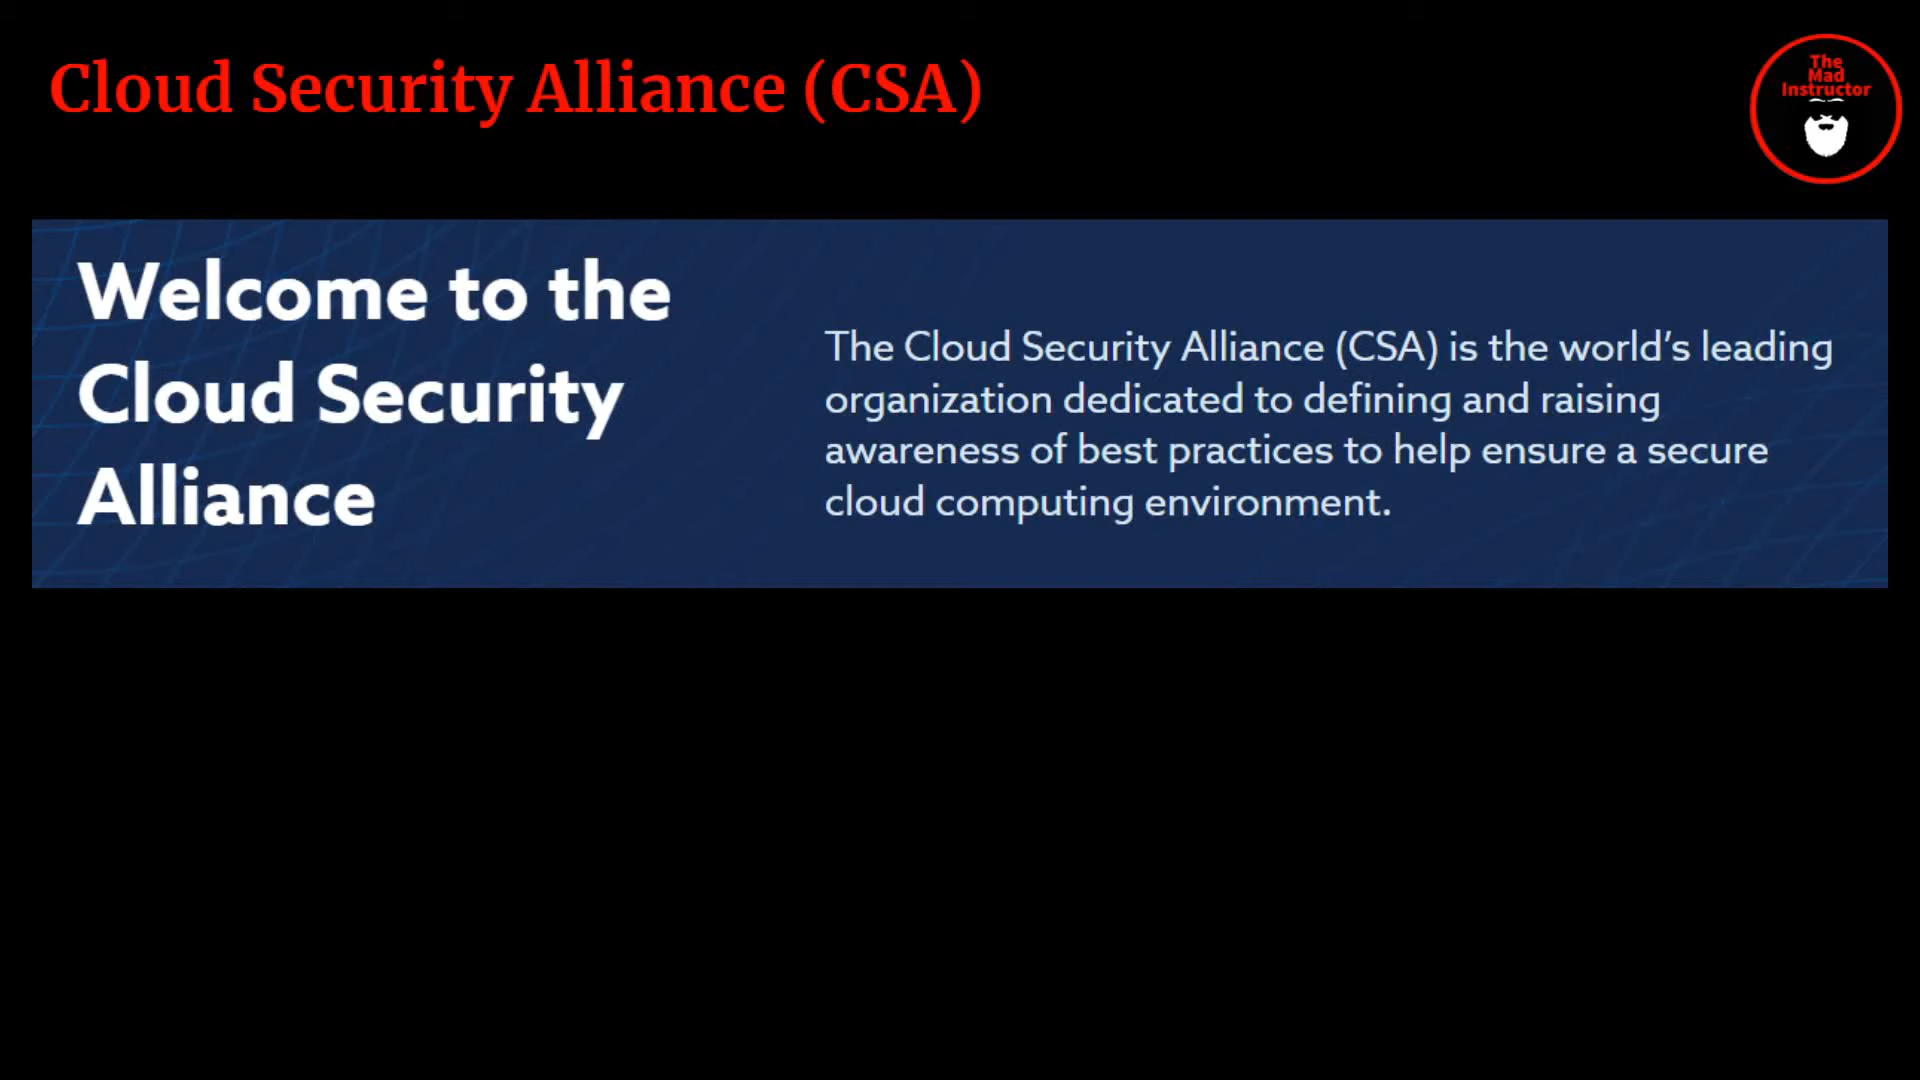 Cloud Security Alliance (CSA)
The
Mad
Instructor
Welcome to the
Cloud Security
Alliance
The Cloud Security Alliance (CSA) is the world’s leading
organization dedicated to defining and raising
awareness of best practices to help ensure a secure
cloud computing environment.